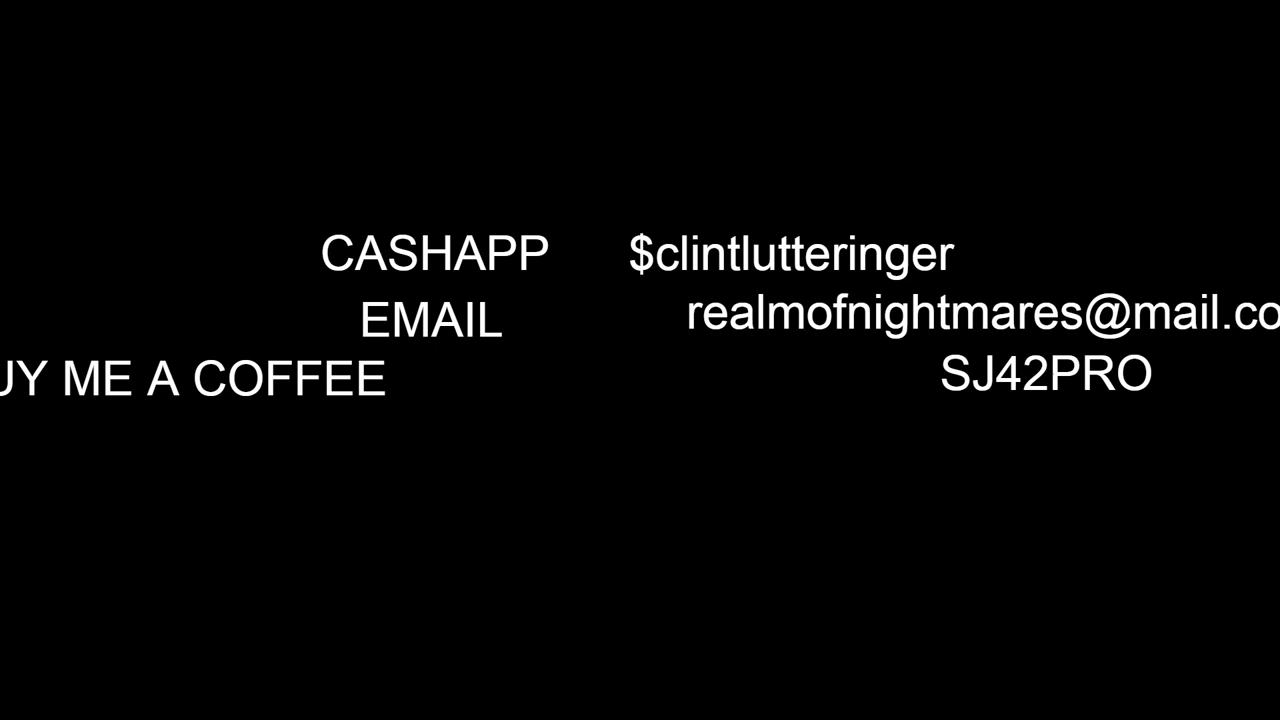 CASHAPP $clintlutteringer
EMAIL realmofnightmares@mail.co
UY ME A COFFEE SJ42PRO